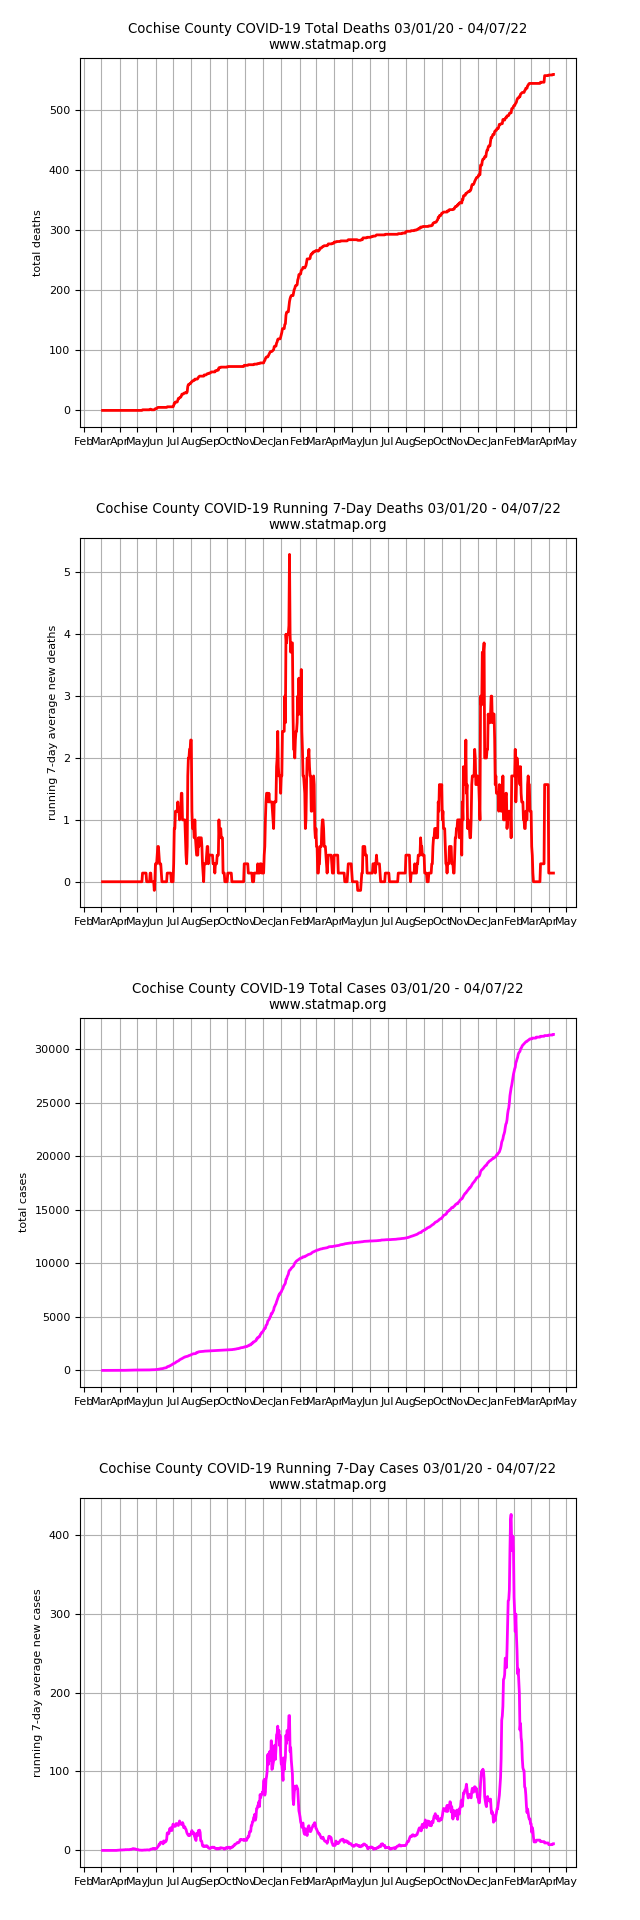 Cochise County COVID-19 Total Deaths 03/01/20 - 04/07/22
www.statmap.org
500
400
300
200
100
0
total deaths
Feb Mar Apr May Jun Jul Aug Sep Oct Nov Dec Jan Feb Mar Apr May Jun Jul Aug Sep Oct Nov Dec Jan Feb Mar Apr May
Cochise County COVID-19 Running 7-Day Deaths 03/01/20 - 04/07/22
www.statmap.org
5
4
3
2
1
0
running 7-day average new deaths
Feb Mar Apr May Jun Jul Aug Sep Oct Nov Dec Jan Feb Mar Apr May Jun Jul Aug Sep Oct Nov Dec Jan Feb Mar Apr May
Cochise County COVID-19 Total Cases 03/01/20 - 04/07/22
www.statmap.org
30000
25000
20000
15000
10000
5000
0
total cases
Feb Mar Apr May Jun Jul Aug Sep Oct Nov Dec Jan Feb Mar Apr May Jun Jul Aug Sep Oct Nov Dec Jan Feb Mar Apr May
Cochise County COVID-19 Running 7-Day Cases 03/01/20 - 04/07/22
www.statmap.org
400
300
200
100
0
running 7-day average new cases
Feb Mar Apr May Jun Jul Aug Sep Oct Nov Dec Jan Feb Mar Apr May Jun Jul Aug Sep Oct Nov Dec Jan Feb Mar Apr May